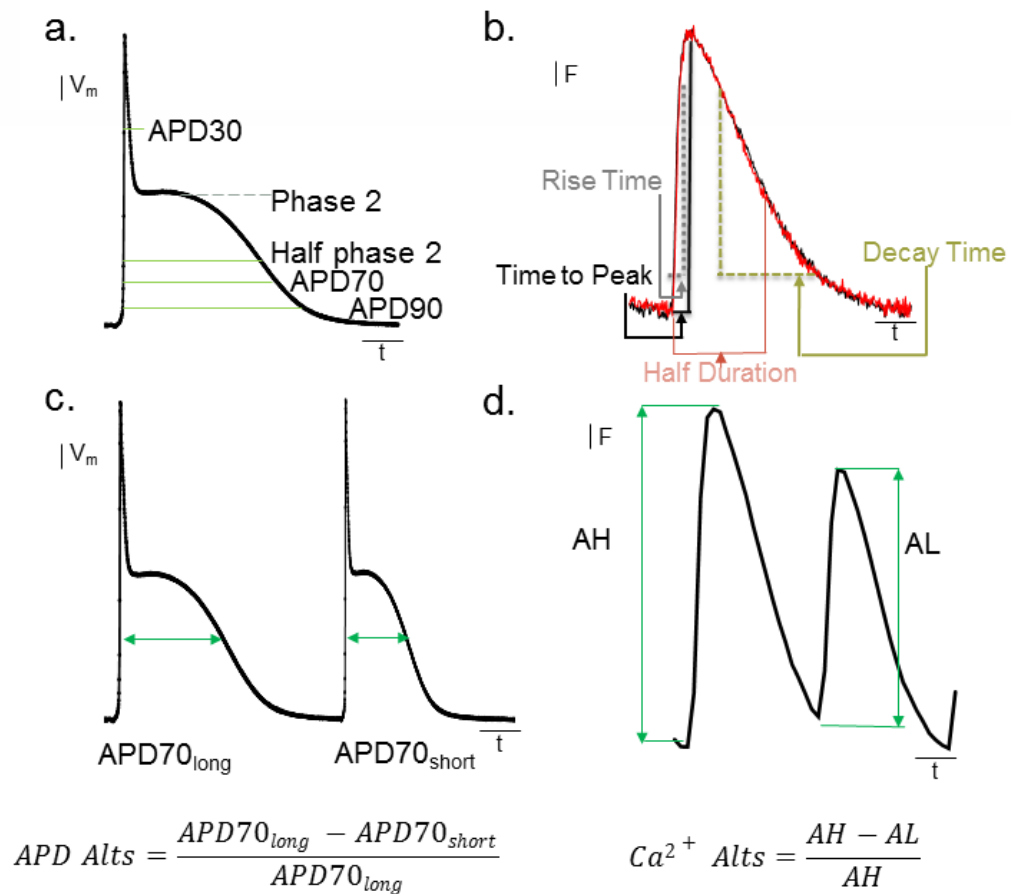 a.
|Vₘ
APD30
Phase 2
Half phase 2
APD70
APD90
t
b.
|F
Rise Time
Time to Peak
Decay Time
t
Half Duration
c.
|Vₘ
APD70long
APD70short
t
d.
|F
AH
AL
t
APD Alts = (APD70long − APD70short) / APD70long
Ca²⁺ Alts = (AH − AL) / AH